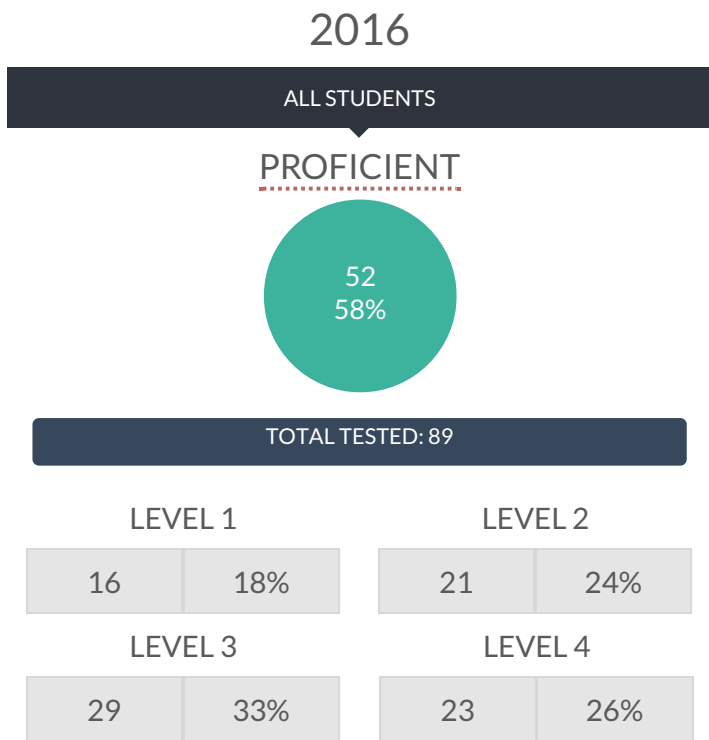 2016
ALL STUDENTS
PROFICIENT
52
58%
TOTAL TESTED: 89
LEVEL 1 LEVEL 2
16 18% 21 24%
LEVEL 3 LEVEL 4
29 33% 23 26%